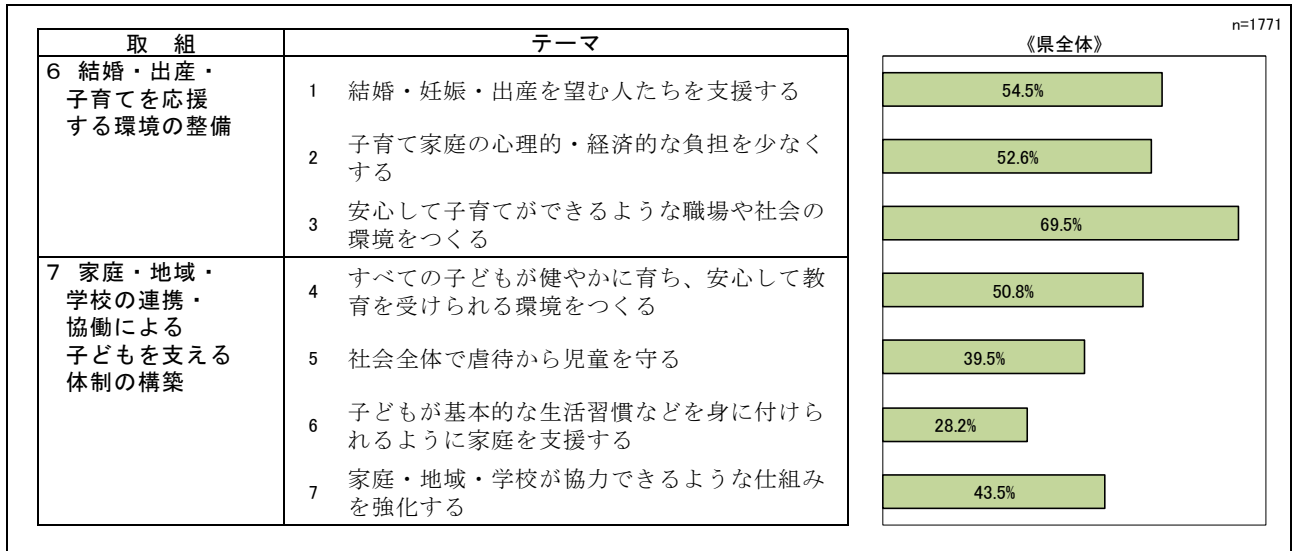 n=1771
取 組
テーマ
《県全体》
6 結婚・出産・
子育てを応援
する環境の整備
1 結婚・妊娠・出産を望む人たちを支援する
54.5%
2 子育て家庭の心理的・経済的な負担を少なく
する
52.6%
3 安心して子育てができるような職場や社会の
環境をつくる
69.5%
7 家庭・地域・
学校の連携・
協働による
子どもを支える
体制の構築
4 すべての子どもが健やかに育ち、安心して教
育を受けられる環境をつくる
50.8%
5 社会全体で虐待から児童を守る
39.5%
6 子どもが基本的な生活習慣などを身に付けら
れるように家庭を支援する
28.2%
7 家庭・地域・学校が協力できるような仕組み
を強化する
43.5%